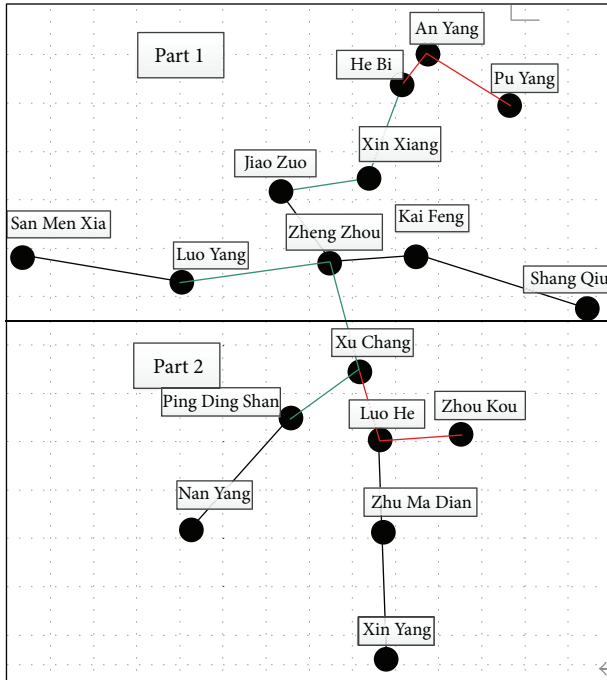 An Yang
Part 1
He Bi
Pu Yang
Xin Xiang
Jiao Zuo
Kai Feng
San Men Xia
Zheng Zhou
Luo Yang
Shang Qiu
Xu Chang
Part 2
Ping Ding Shan
Zhou Kou
Luo He
Nan Yang
Zhu Ma Dian
Xin Yang